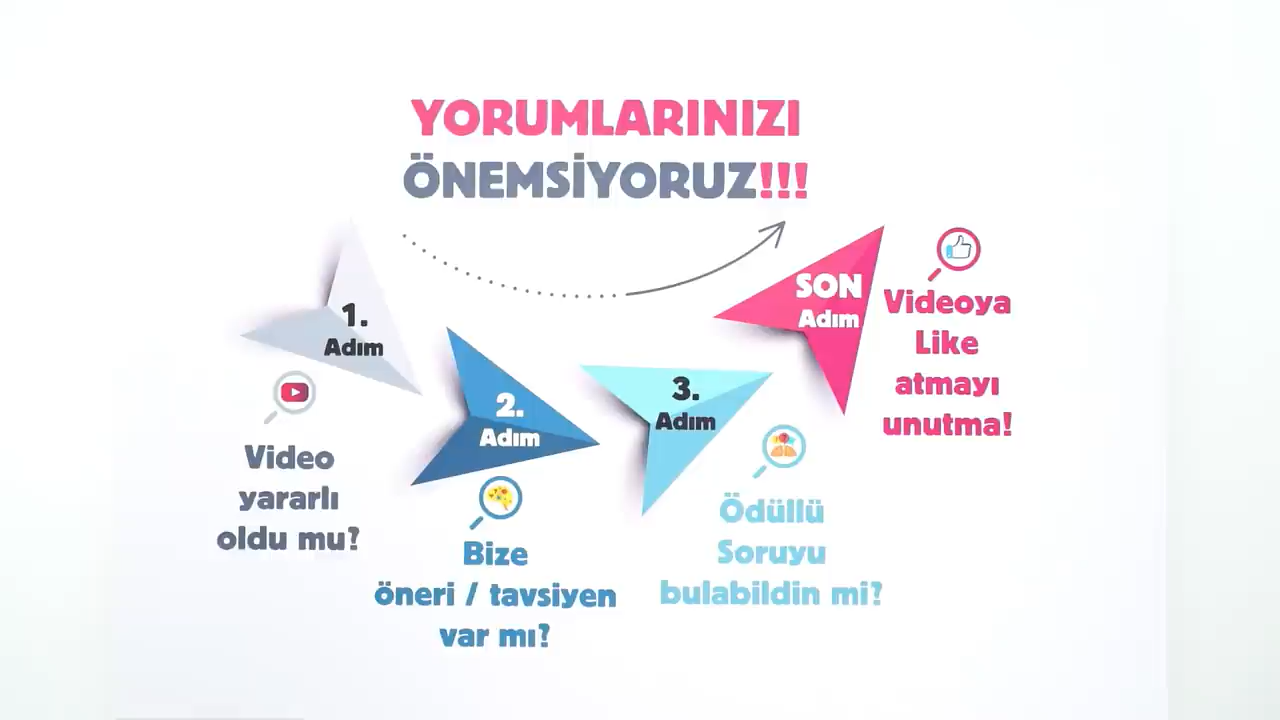 YORUMLARINIZI
ÖNEMSİYORUZ!!!
1.
Adım
Video
yararlı
oldu mu?
2.
Adım
Bize
öneri / tavsiyen
var mı?
3.
Adım
Ödüllü
Soruyu
bulabildin mi?
SON
Adım
Videoya
Like
atmayı
unutma!